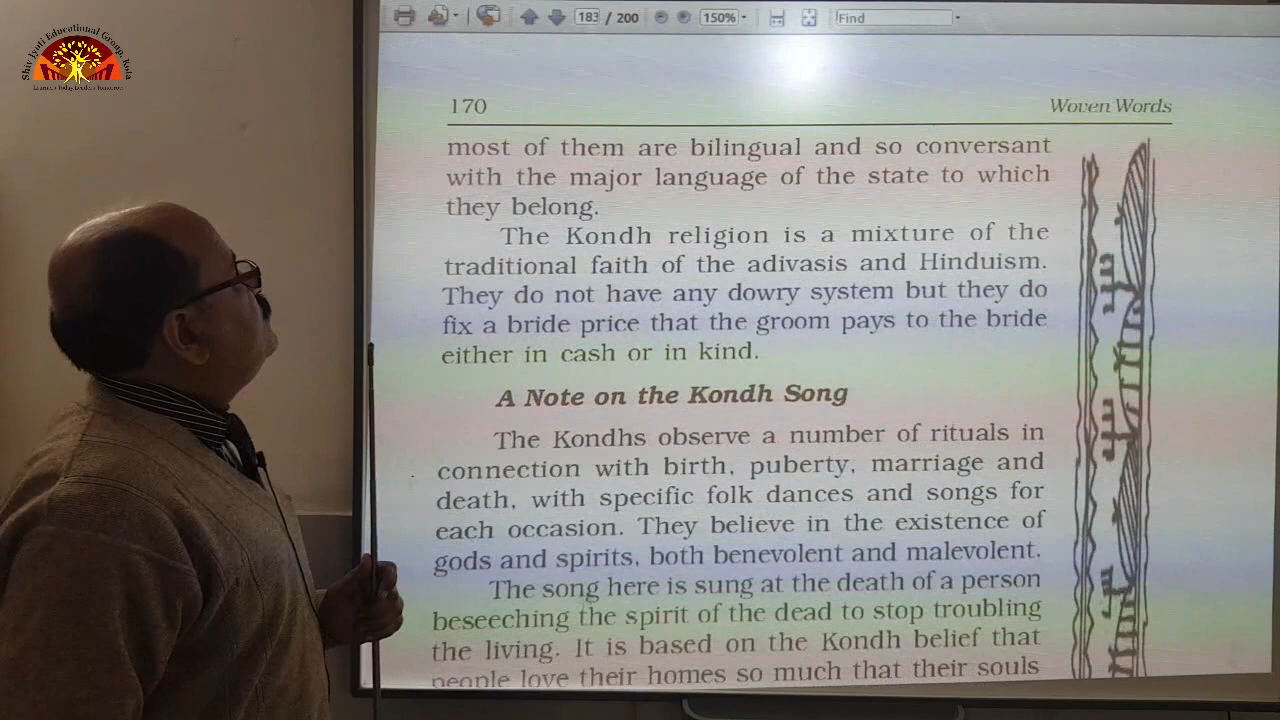 Shiv Jyoti Educational Group, Kota
183 / 200
150%
Find
170
Woven Words
most of them are bilingual and so conversant
with the major language of the state to which
they belong.
The Kondh religion is a mixture of the
traditional faith of the adivasis and Hinduism.
They do not have any dowry system but they do
fix a bride price that the groom pays to the bride
either in cash or in kind.
A Note on the Kondh Song
The Kondhs observe a number of rituals in
connection with birth, puberty, marriage and
death, with specific folk dances and songs for
each occasion. They believe in the existence of
gods and spirits, both benevolent and malevolent.
The song here is sung at the death of a person
beseeching the spirit of the dead to stop troubling
the living. It is based on the Kondh belief that
people love their homes so much that their souls